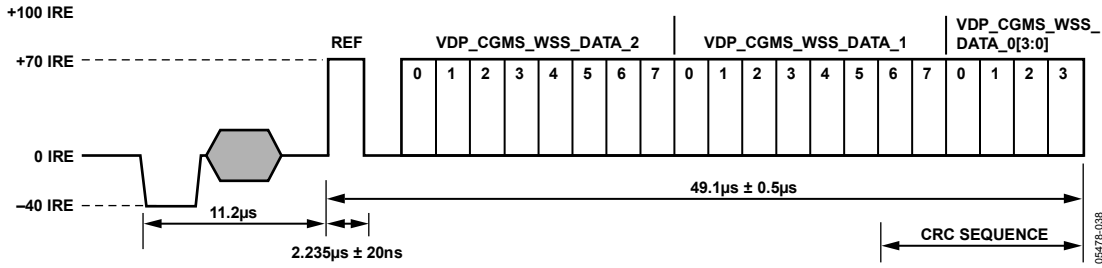 +100 IRE
REF
VDP_CGMS_WSS_DATA_2
VDP_CGMS_WSS_DATA_1
VDP_CGMS_WSS_
DATA_0[3:0]
+70 IRE
0 1 2 3 4 5 6 7 0 1 2 3 4 5 6 7 0 1 2 3
0 IRE
–40 IRE
49.1µs ± 0.5µs
11.2µs
2.235µs ± 20ns
CRC SEQUENCE
05478-038